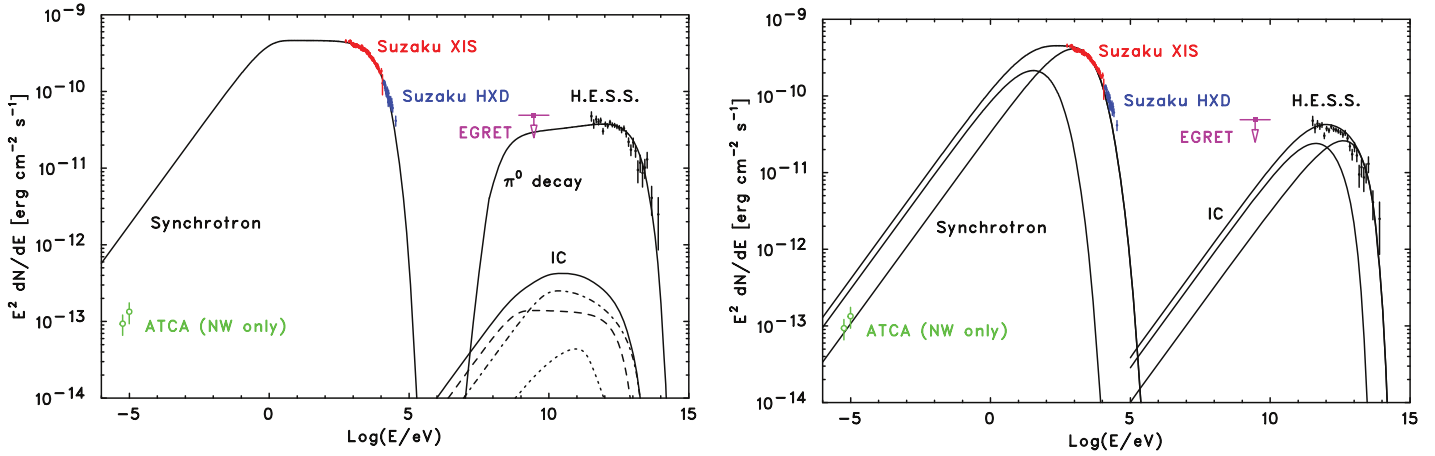 10⁻⁹
10⁻¹⁰
10⁻¹¹
10⁻¹²
10⁻¹³
10⁻¹⁴
E² dN/dE [erg cm⁻² s⁻¹]
Suzaku XIS
Suzaku HXD
H.E.S.S.
EGRET
π⁰ decay
Synchrotron
IC
ATCA (NW only)
−5 0 5 10 15
Log(E/eV)
10⁻⁹
10⁻¹⁰
10⁻¹¹
10⁻¹²
10⁻¹³
10⁻¹⁴
E² dN/dE [erg cm⁻² s⁻¹]
Suzaku XIS
Suzaku HXD
H.E.S.S.
EGRET
IC
Synchrotron
ATCA (NW only)
−5 0 5 10 15
Log(E/eV)